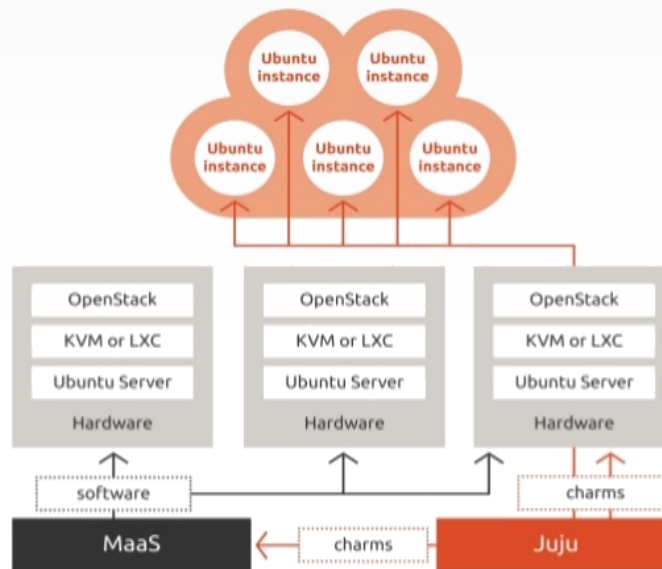 Ubuntu
instance
Ubuntu
instance
Ubuntu
instance
Ubuntu
instance
Ubuntu
instance
OpenStack
KVM or LXC
Ubuntu Server
Hardware
OpenStack
KVM or LXC
Ubuntu Server
Hardware
OpenStack
KVM or LXC
Ubuntu Server
Hardware
software
charms
MaaS
charms
Juju